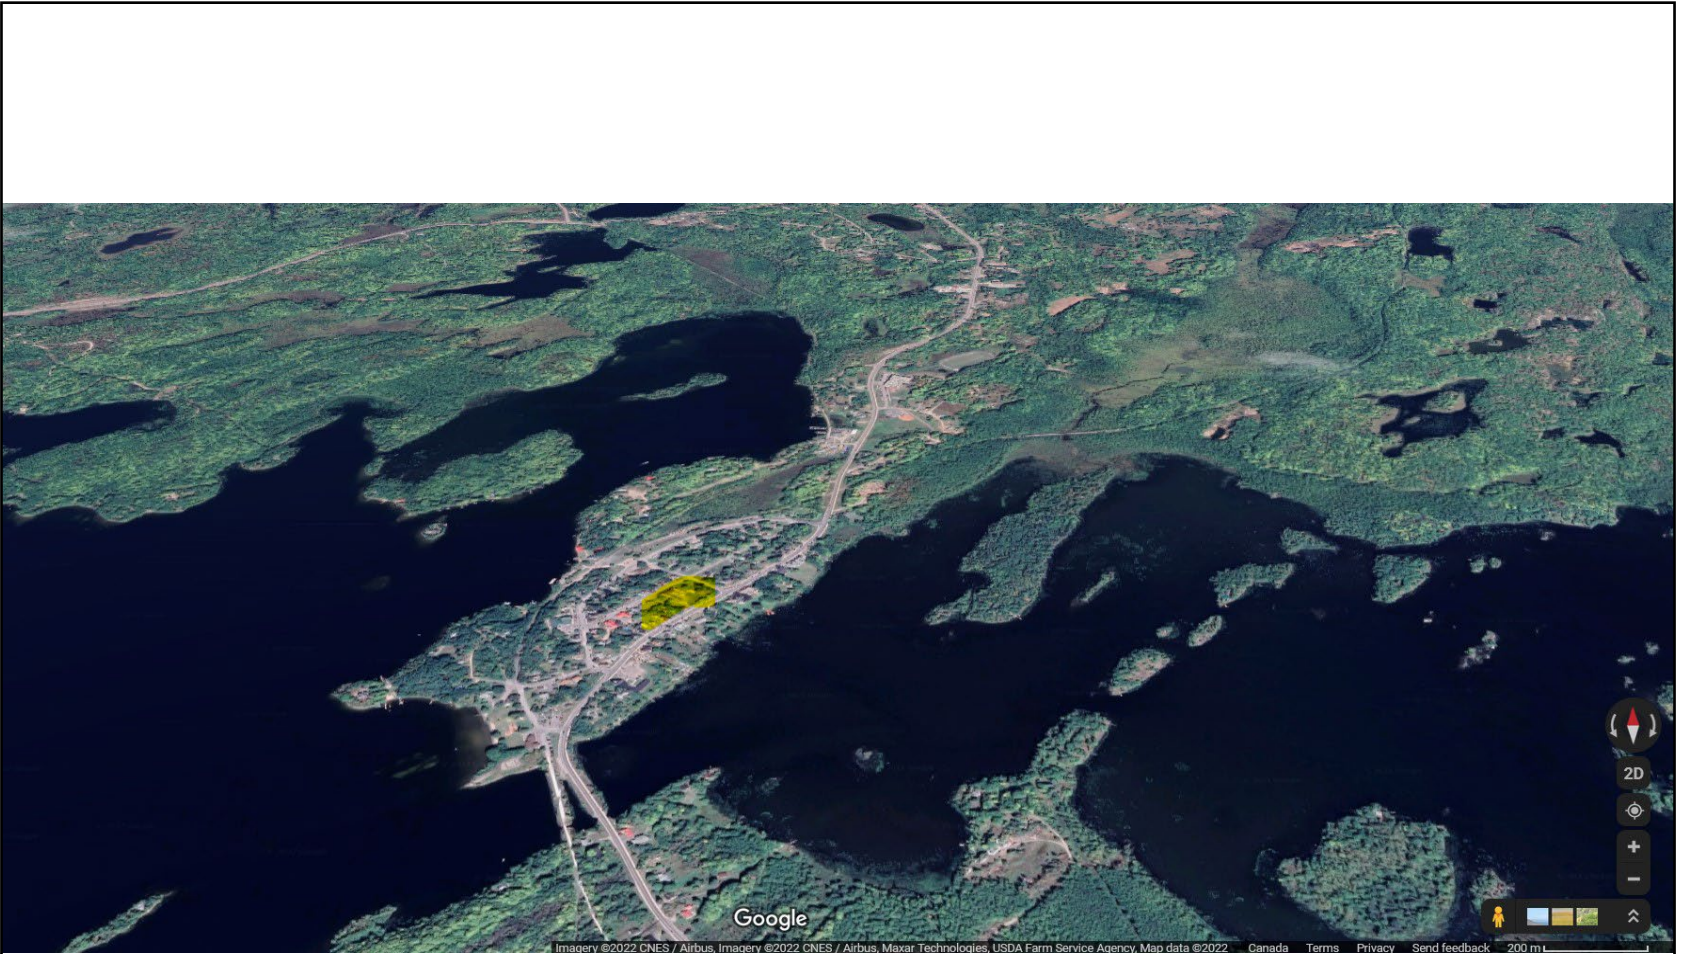 2D
Google
Imagery ©2022 CNES / Airbus, Imagery ©2022 CNES / Airbus, Maxar Technologies, USDA Farm Service Agency, Map data ©2022 Canada Terms Privacy Send feedback 200 m